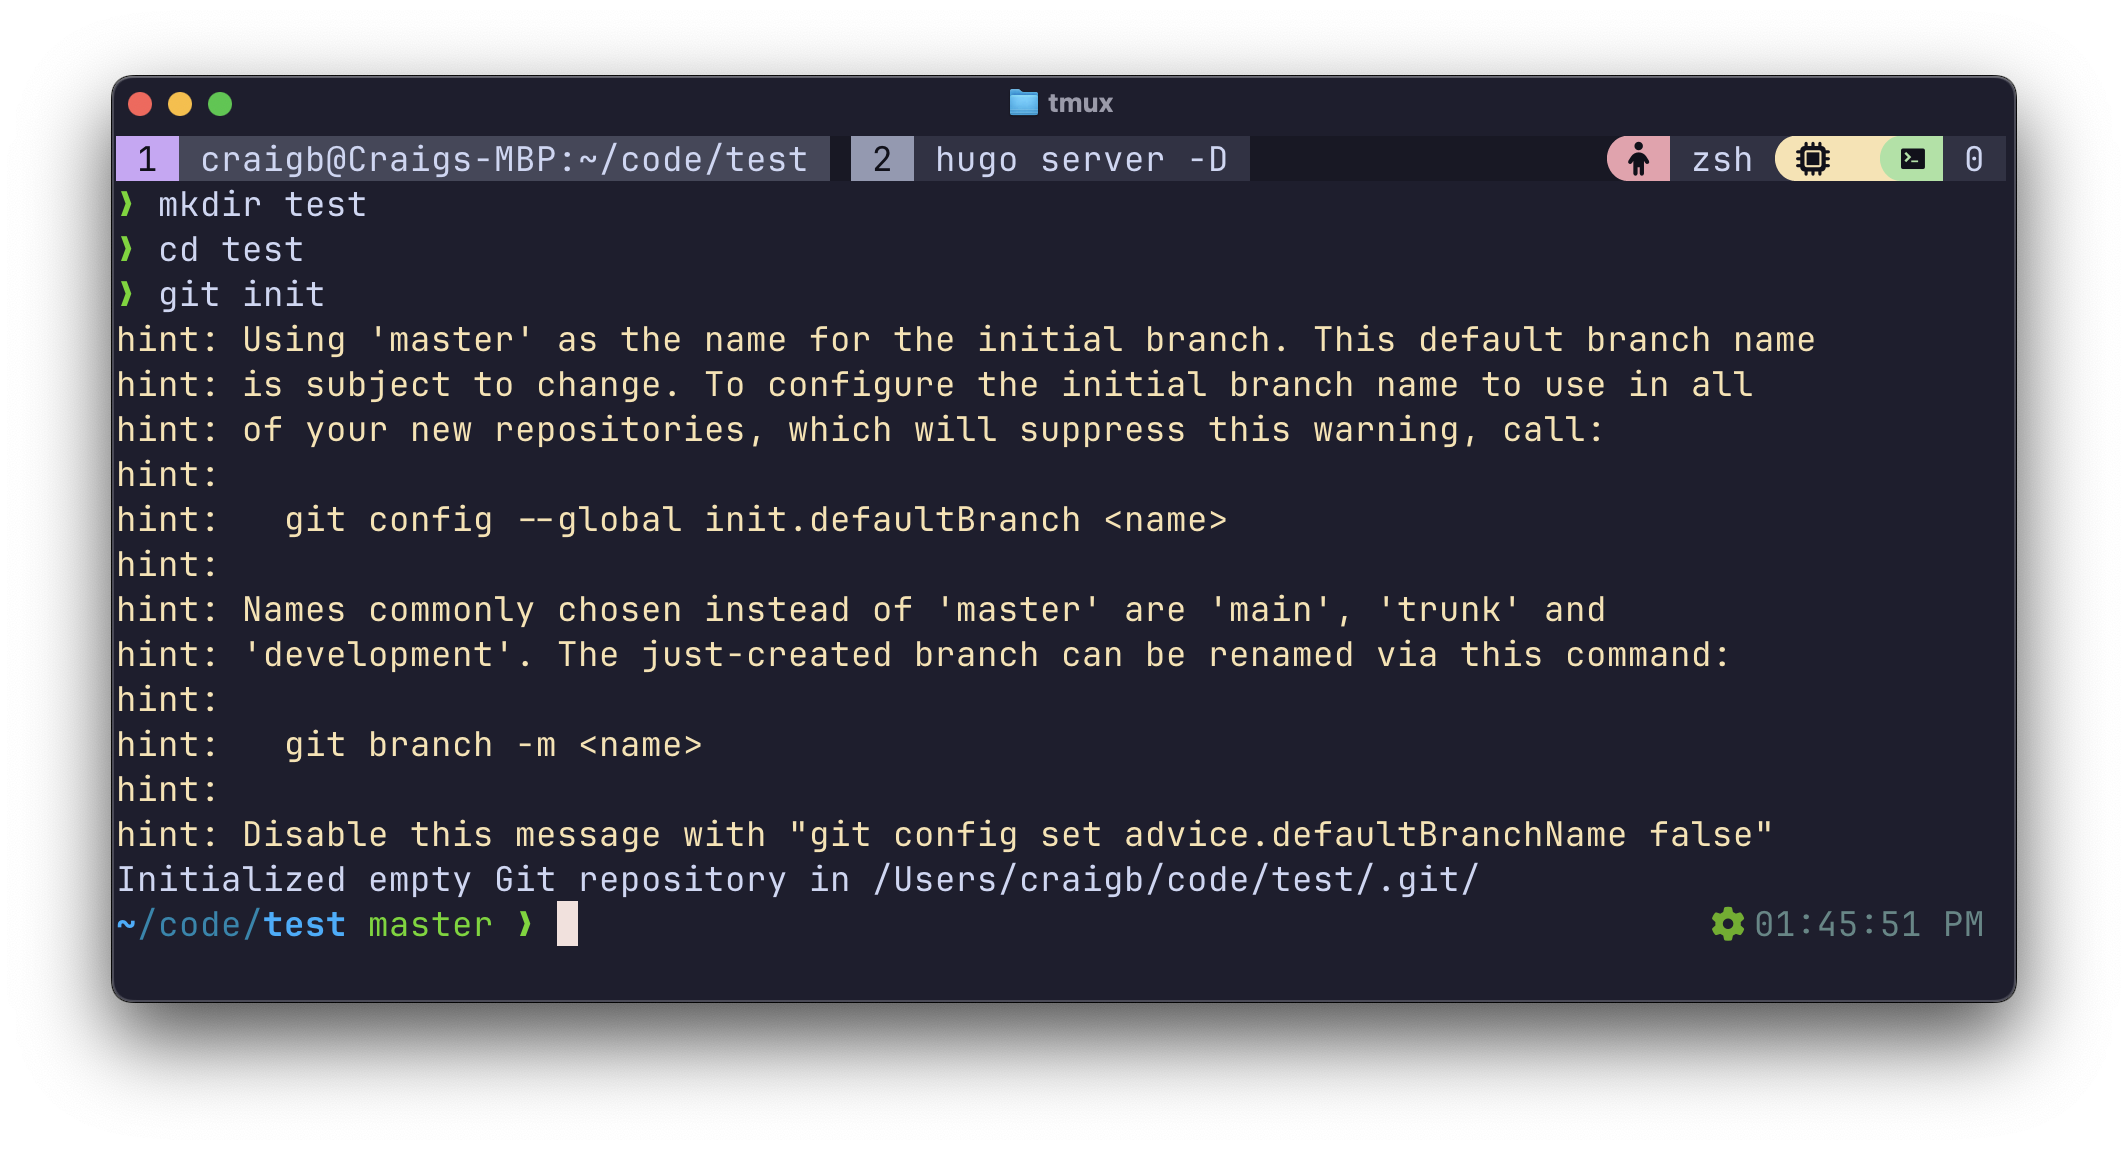 tmux
1 craigb@Craigs-MBP:~/code/test 2 hugo server -D zsh 0
❯ mkdir test
❯ cd test
❯ git init
hint: Using 'master' as the name for the initial branch. This default branch name
hint: is subject to change. To configure the initial branch name to use in all
hint: of your new repositories, which will suppress this warning, call:
hint:
hint:   git config --global init.defaultBranch <name>
hint:
hint: Names commonly chosen instead of 'master' are 'main', 'trunk' and
hint: 'development'. The just-created branch can be renamed via this command:
hint:
hint:   git branch -m <name>
hint:
hint: Disable this message with "git config set advice.defaultBranchName false"
Initialized empty Git repository in /Users/craigb/code/test/.git/
~/code/test master ❯ 01:45:51 PM